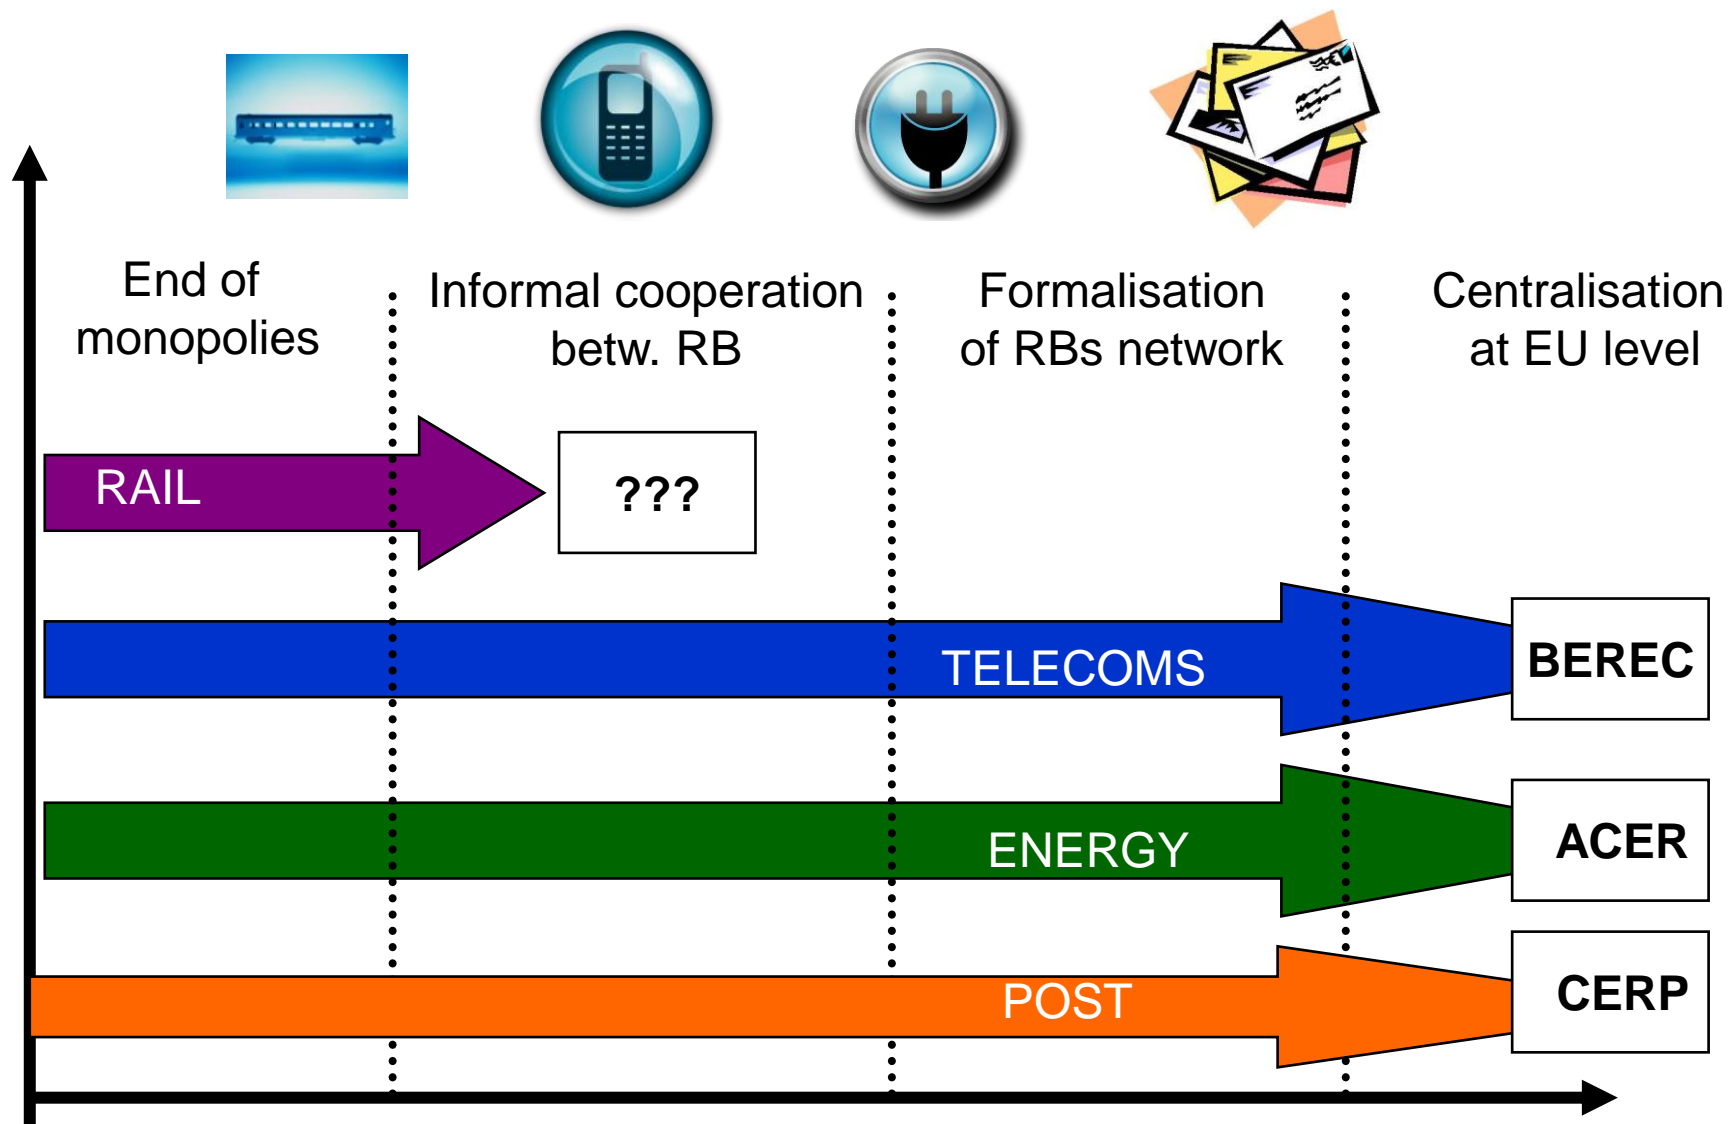 End of
monopolies
Informal cooperation
betw. RB
Formalisation
of RBs network
Centralisation
at EU level
RAIL
???
TELECOMS
BEREC
ENERGY
ACER
POST
CERP